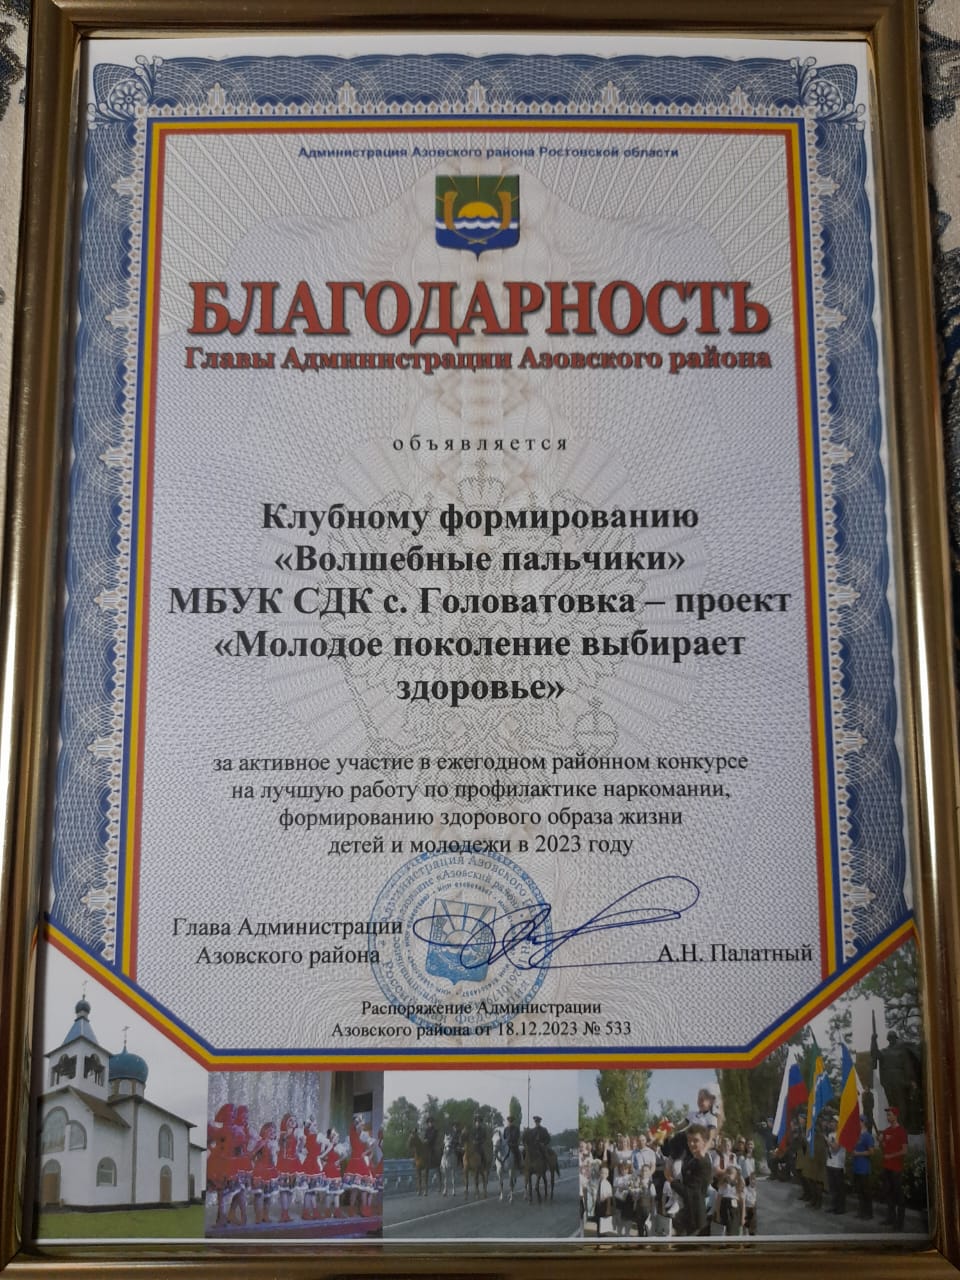 Администрация Азовского района Ростовской области
БЛАГОДАРНОСТЬ
Главы Администрации Азовского района
объявляется
Клубному формированию
«Волшебные пальчики»
МБУК СДК с. Головатовка – проект
«Молодое поколение выбирает
здоровье»
за активное участие в ежегодном районном конкурсе
на лучшую работу по профилактике наркомании,
формированию здорового образа жизни
детей и молодежи в 2023 году
Глава Администрации
Азовского района
А.Н. Палатный
Распоряжение Администрации
Азовского района от 18.12.2023 № 533